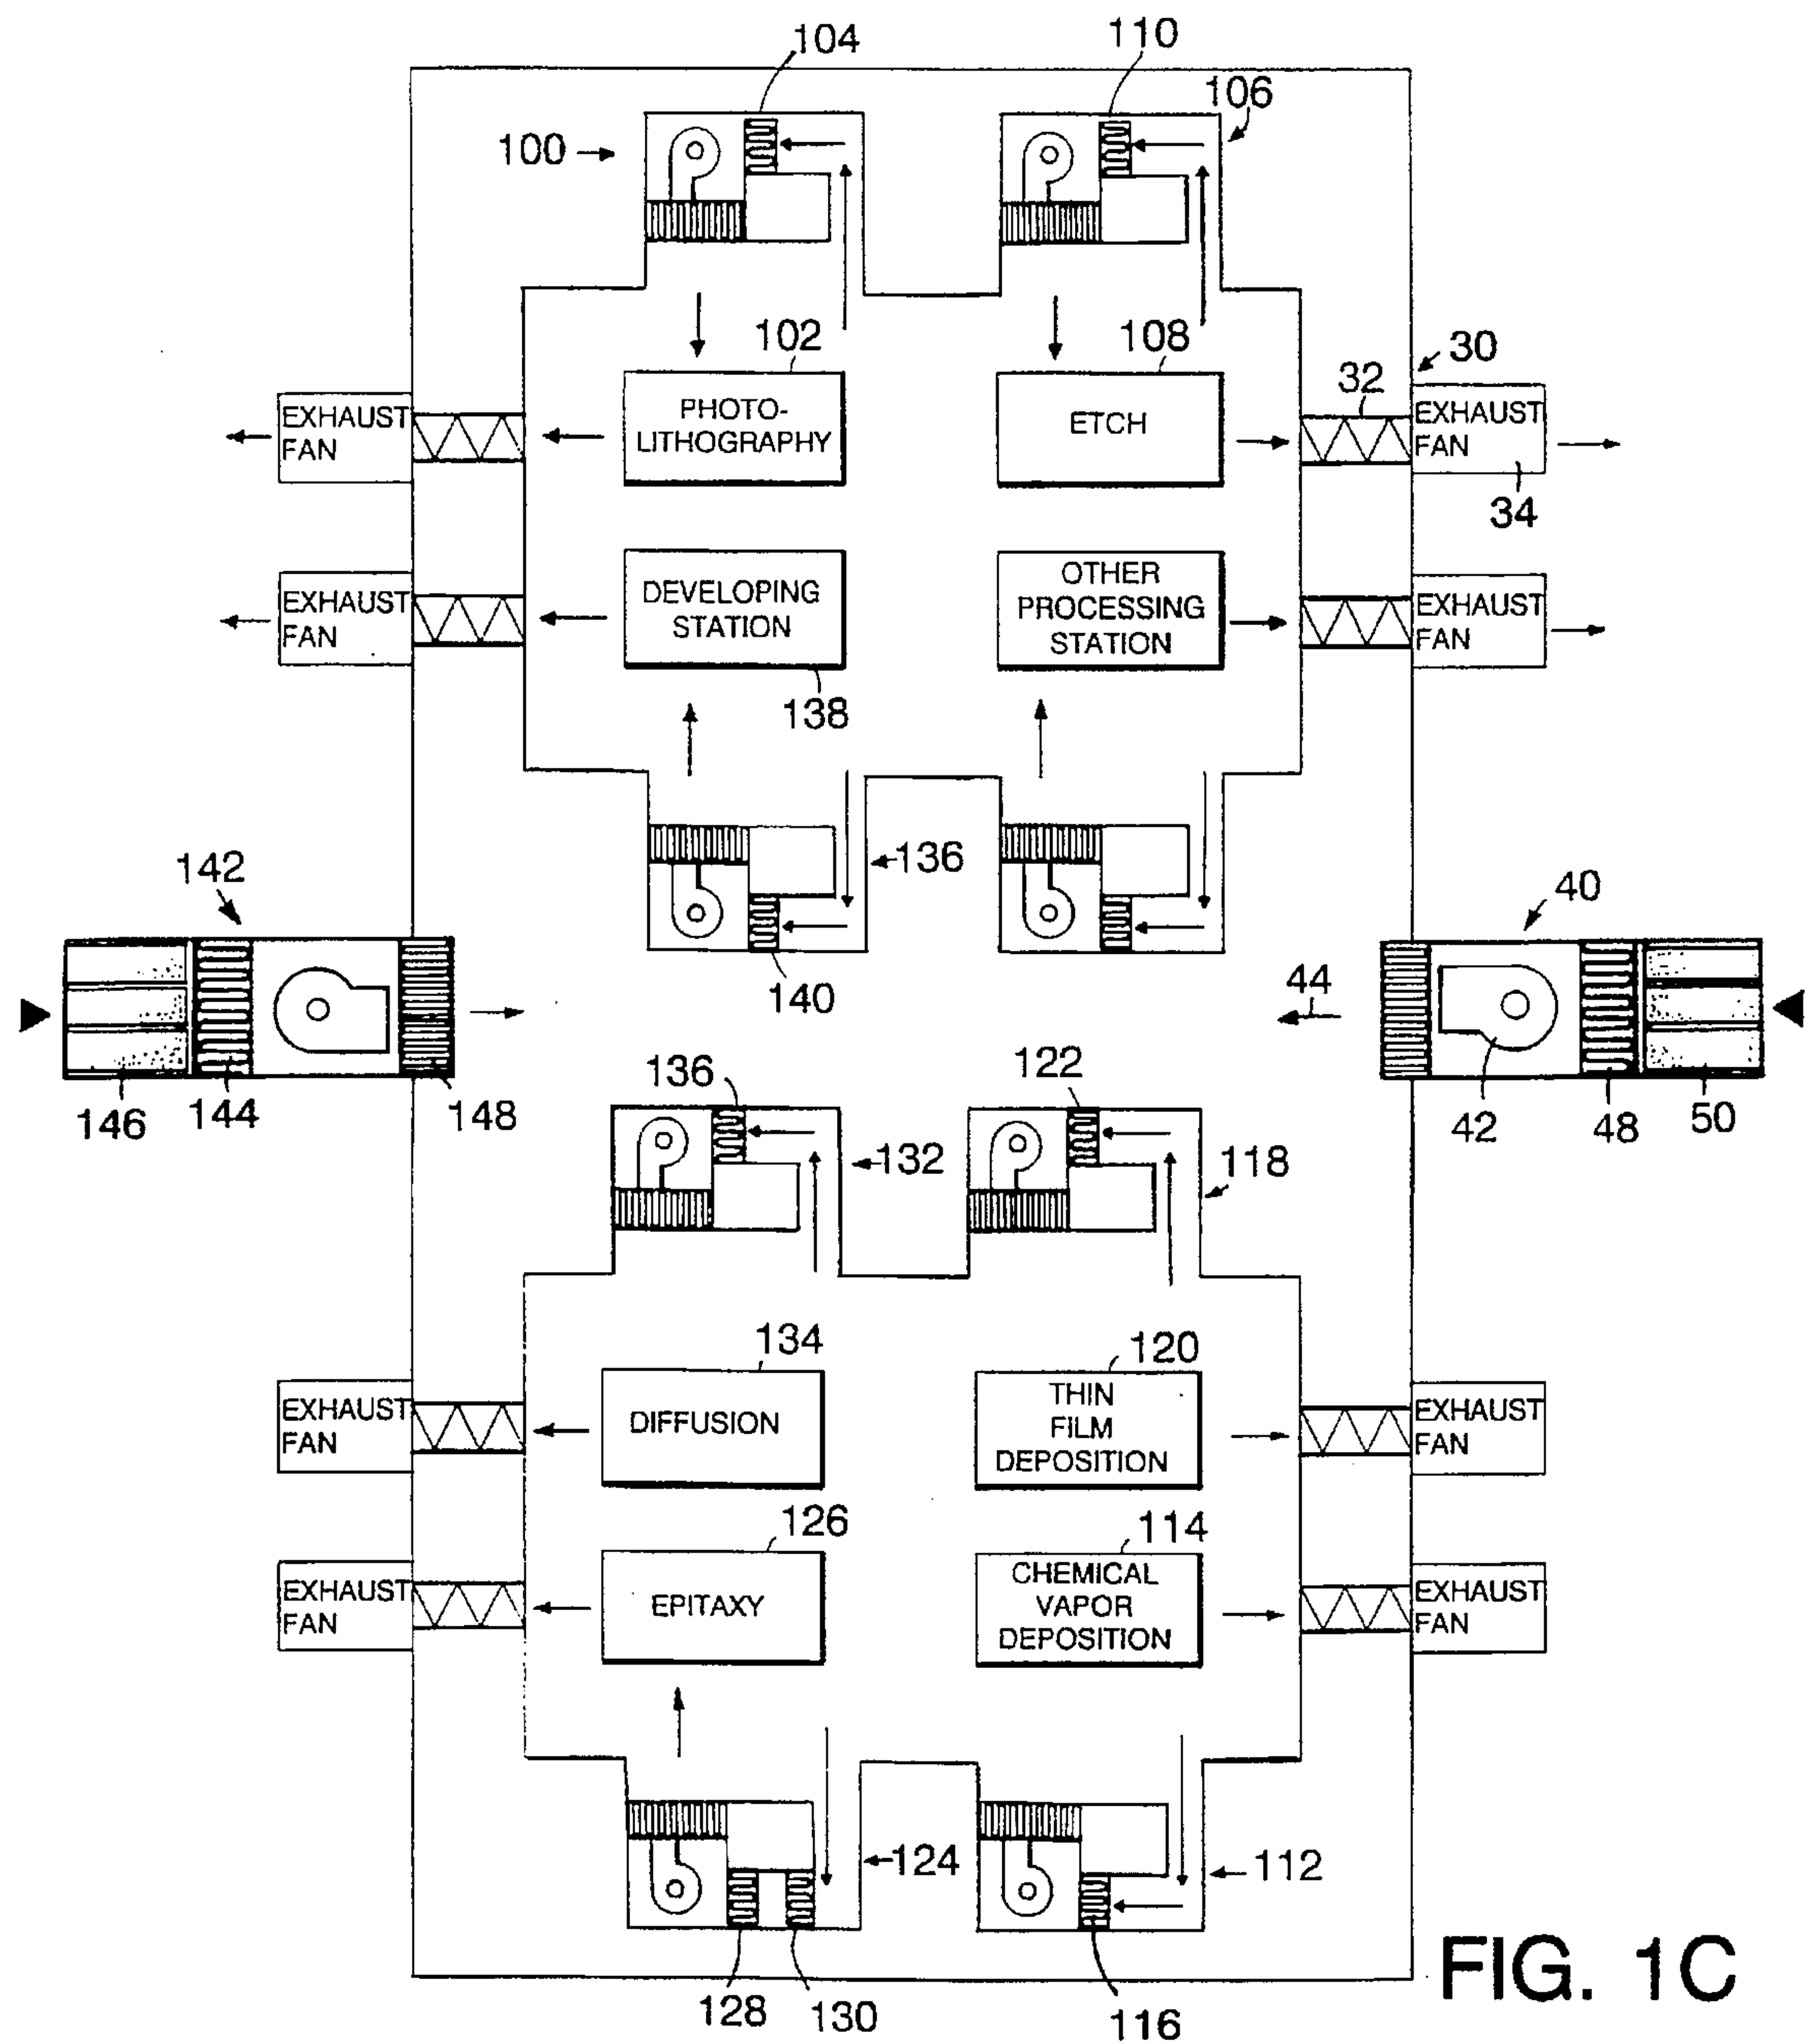 104
110
106
100
102
108
30
32
EXHAUST
FAN
PHOTO-
LITHOGRAPHY
ETCH
EXHAUST
FAN
34
EXHAUST
FAN
DEVELOPING
STATION
OTHER
PROCESSING
STATION
EXHAUST
FAN
138
136
142
40
140
44
146
144
148
136
122
42
48
50
132
118
134
120
EXHAUST
FAN
DIFFUSION
THIN
FILM
DEPOSITION
EXHAUST
FAN
126
114
EXHAUST
FAN
EPITAXY
CHEMICAL
VAPOR
DEPOSITION
EXHAUST
FAN
124
112
128
130
116
FIG. 1C